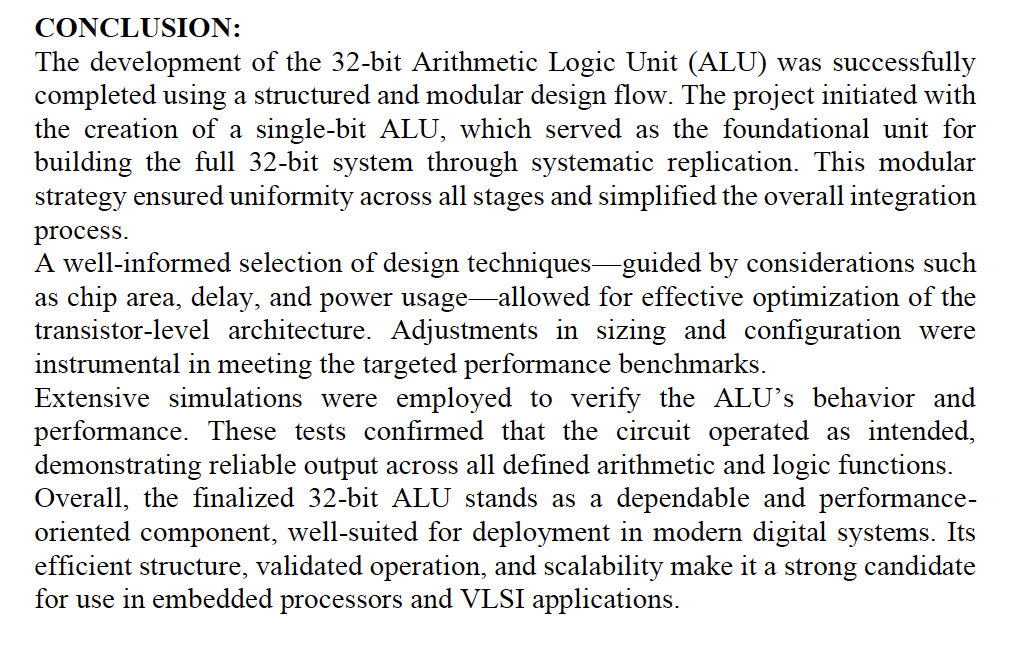 CONCLUSION:
The development of the 32-bit Arithmetic Logic Unit (ALU) was successfully
completed using a structured and modular design flow. The project initiated with
the creation of a single-bit ALU, which served as the foundational unit for
building the full 32-bit system through systematic replication. This modular
strategy ensured uniformity across all stages and simplified the overall integration
process.
A well-informed selection of design techniques—guided by considerations such
as chip area, delay, and power usage—allowed for effective optimization of the
transistor-level architecture. Adjustments in sizing and configuration were
instrumental in meeting the targeted performance benchmarks.
Extensive simulations were employed to verify the ALU’s behavior and
performance. These tests confirmed that the circuit operated as intended,
demonstrating reliable output across all defined arithmetic and logic functions.
Overall, the finalized 32-bit ALU stands as a dependable and performance-
oriented component, well-suited for deployment in modern digital systems. Its
efficient structure, validated operation, and scalability make it a strong candidate
for use in embedded processors and VLSI applications.